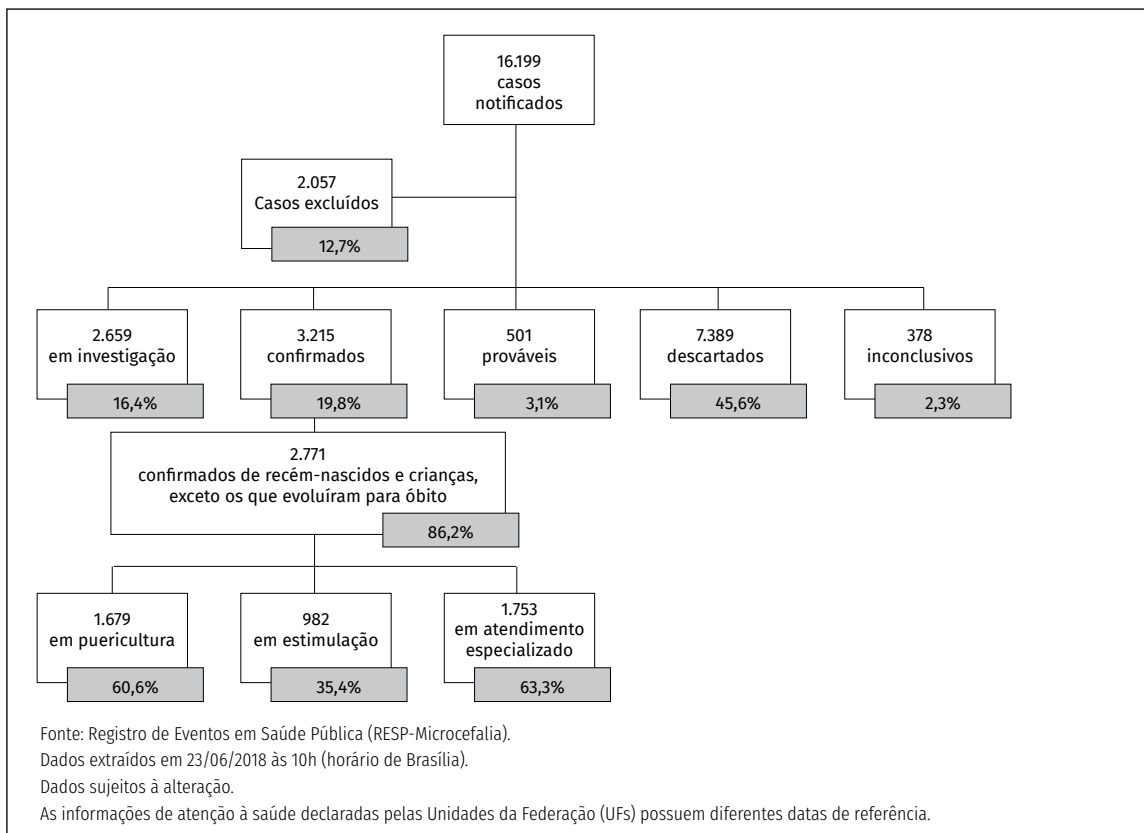 16.199
casos
notificados
2.057
Casos excluídos
12,7%
2.659
em investigação
16,4%
3.215
confirmados
19,8%
501
prováveis
3,1%
7.389
descartados
45,6%
378
inconclusivos
2,3%
2.771
confirmados de recém-nascidos e crianças,
exceto os que evoluíram para óbito
86,2%
1.679
em puericultura
60,6%
982
em estimulação
35,4%
1.753
em atendimento
especializado
63,3%
Fonte: Registro de Eventos em Saúde Pública (RESP-Microcefalia).
Dados extraídos em 23/06/2018 às 10h (horário de Brasília).
Dados sujeitos à alteração.
As informações de atenção à saúde declaradas pelas Unidades da Federação (UFs) possuem diferentes datas de referência.